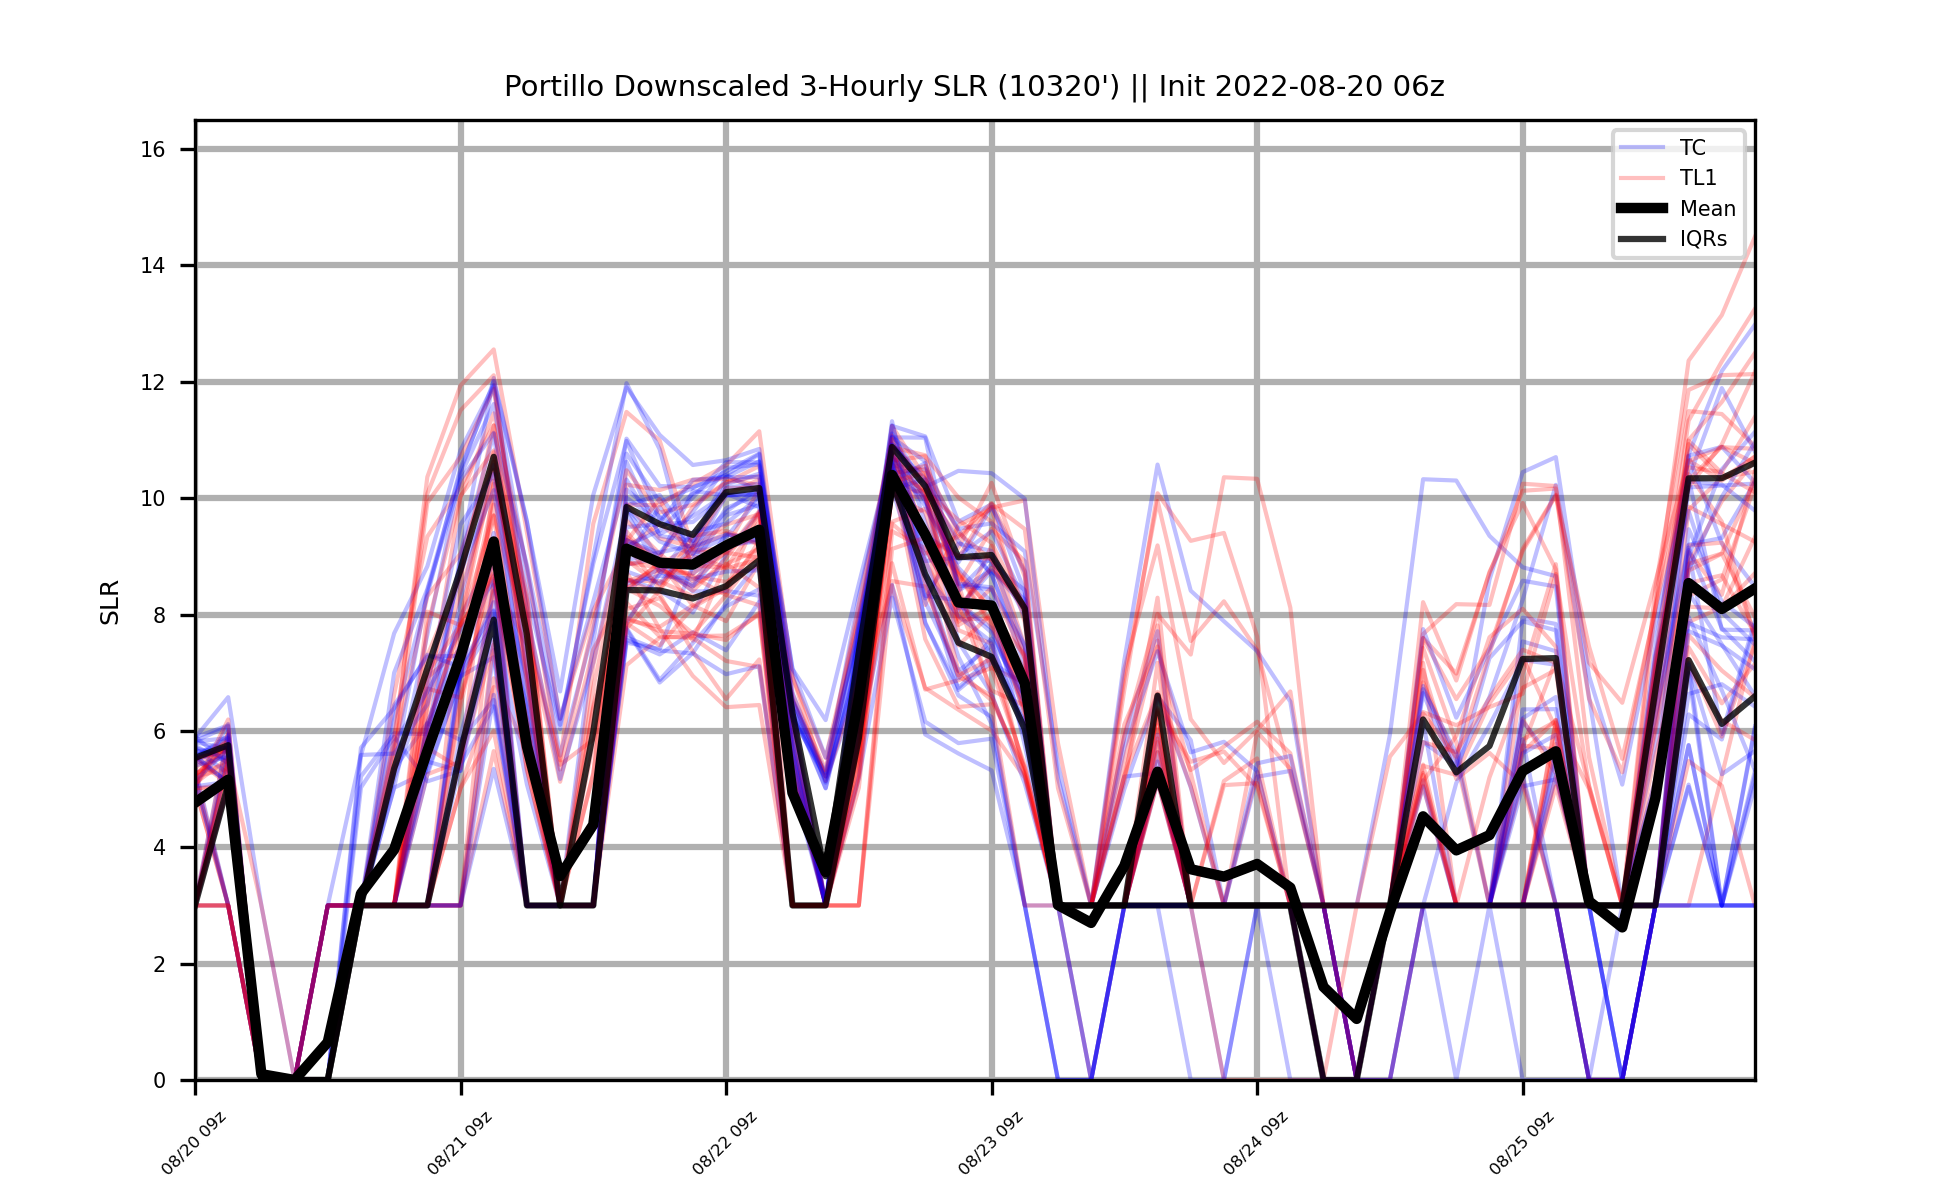 Portillo Downscaled 3-Hourly SLR (10320') || Init 2022-08-20 06z
TC
TL1
Mean
IQRs
SLR
16
14
12
10
8
6
4
2
0
08/20 09z
08/21 09z
08/22 09z
08/23 09z
08/24 09z
08/25 09z